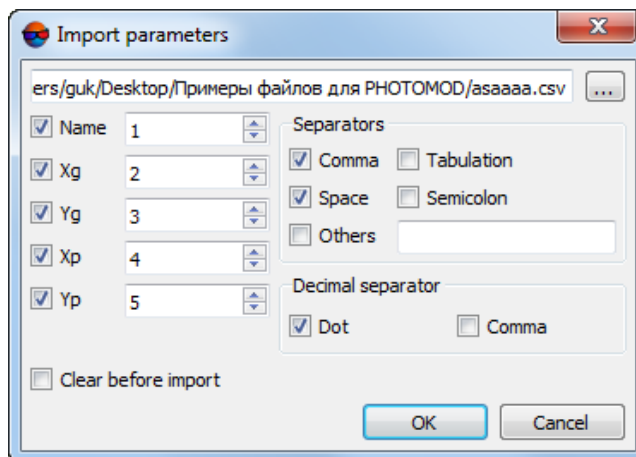 Import parameters
ers/guk/Desktop/Примеры файлов для PHOTOMOD/asaaaa.csv ...
Name 1
Xg 2
Yg 3
Xp 4
Yp 5
Separators
Comma Tabulation
Space Semicolon
Others
Decimal separator
Dot Comma
Clear before import
OK Cancel